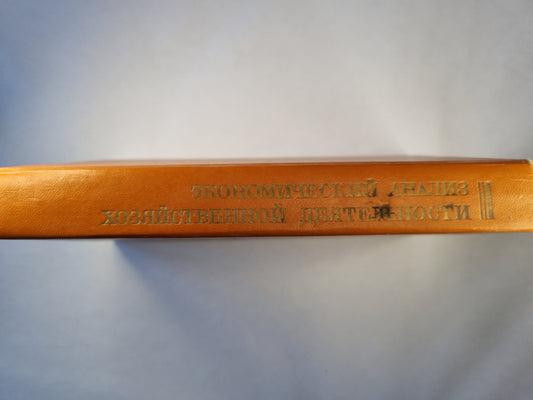 ЭКОНОМИЧЕСКИЙ АНАЛИЗ
ХОЗЯЙСТВЕННОЙ ДЕЯТЕЛЬНОСТИ